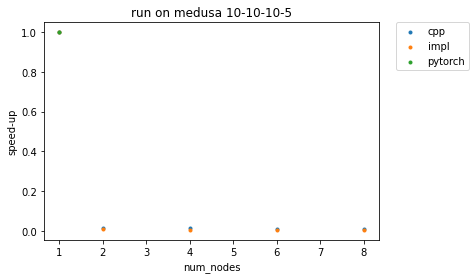 run on medusa 10-10-10-5
cpp
impl
pytorch
speed-up
1.0
0.8
0.6
0.4
0.2
0.0
1 2 3 4 5 6 7 8
num_nodes